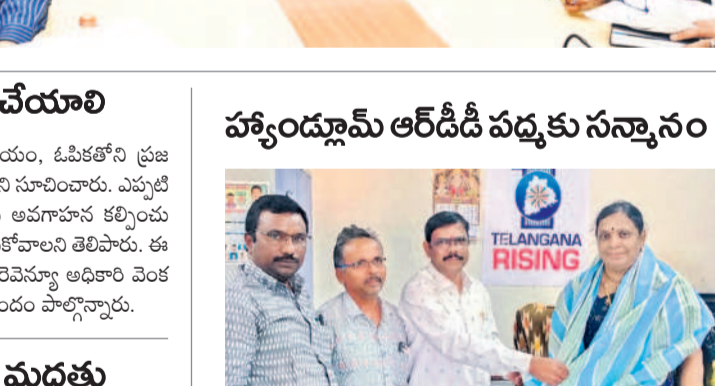 చేయాలి
యం, ఓపికతోని ప్రజ
ని సూచించారు. ఎప్పటి
అవగాహన కల్పించు
కోవాలని తెలిపారు. ఈ
రెవెన్యూ అధికారి వెంక
ందం పాల్గొన్నారు.
మద్దతు
హ్యాండ్లూమ్ ఆర్‌డీడీ పద్మకు సన్మానం
TELANGANA
RISING